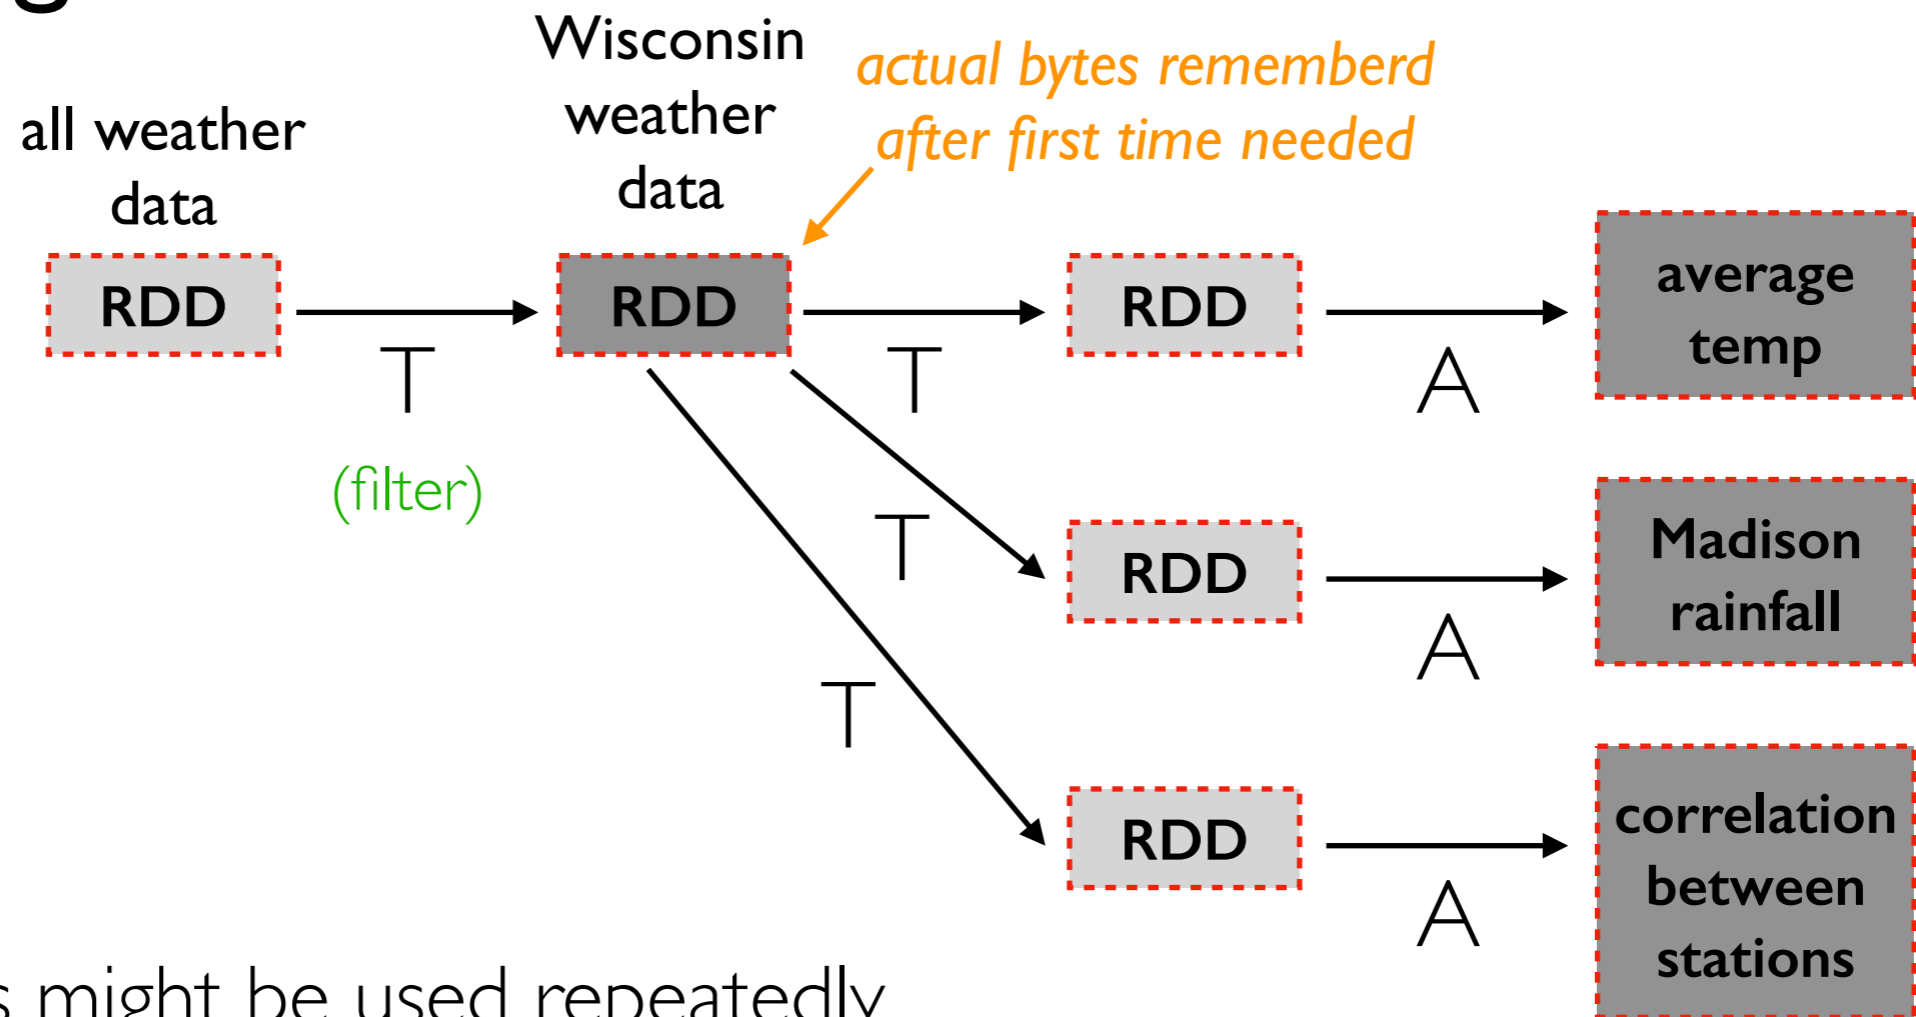 all weather
data
Wisconsin
weather
data
actual bytes rememberd
after first time needed
RDD
T
(filter)
RDD
T
RDD
A
average
temp
T
RDD
A
Madison
rainfall
T
RDD
A
correlation
between
stations
might be used repeatedly